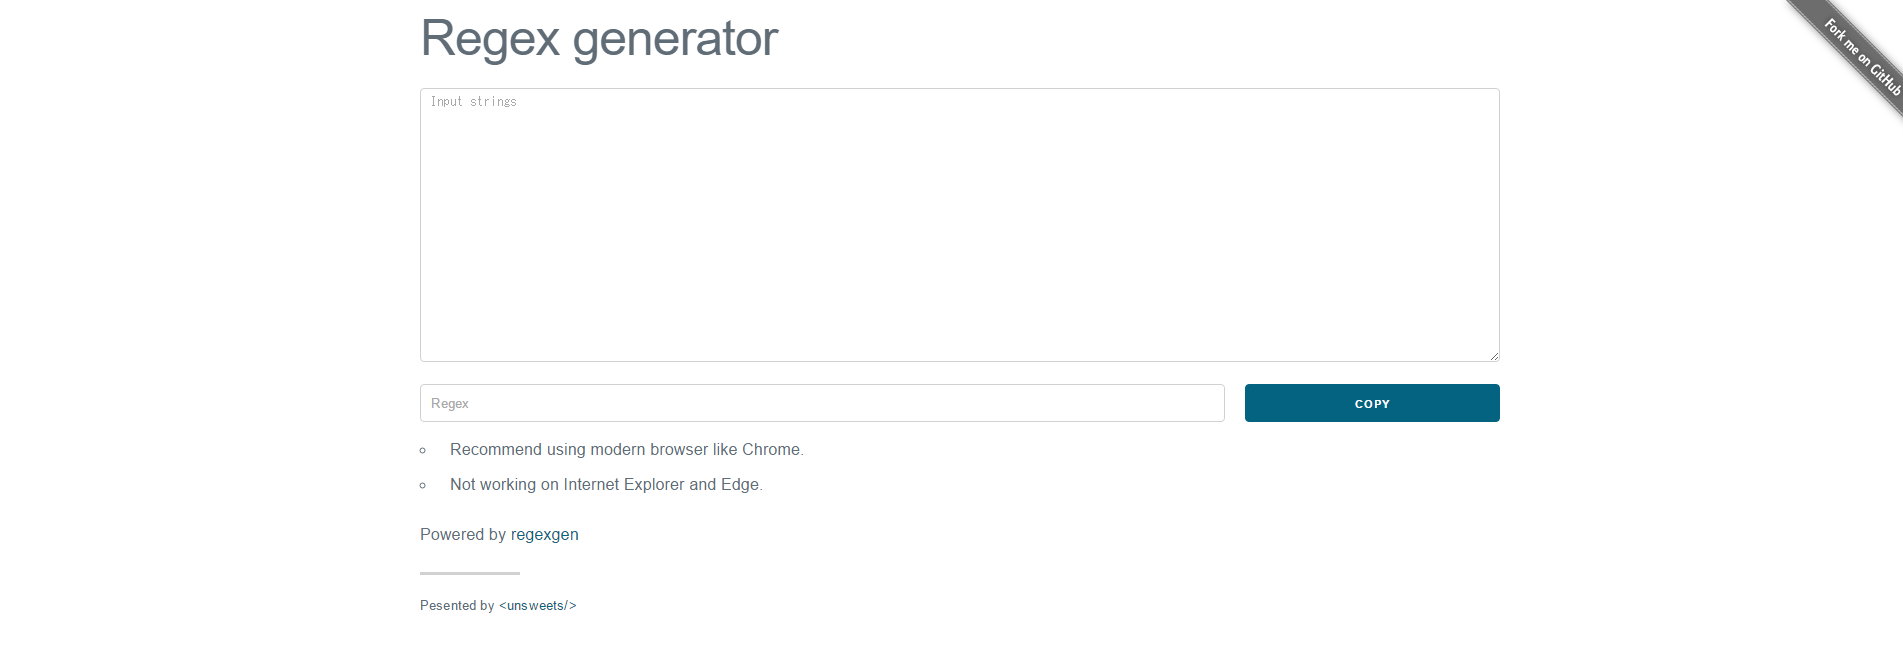 Regex generator
Fork me on GitHub
Input strings
Regex
COPY
Recommend using modern browser like Chrome.
Not working on Internet Explorer and Edge.
Powered by regexgen
Pesented by <unsweets/>